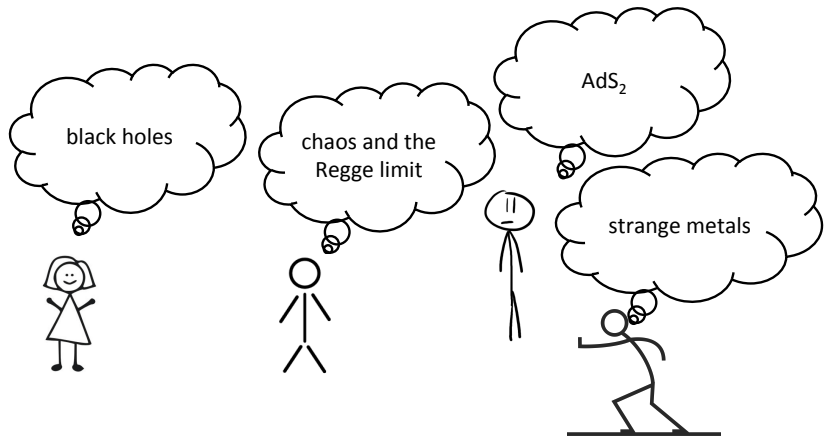 black holes
chaos and the
Regge limit
AdS₂
strange metals